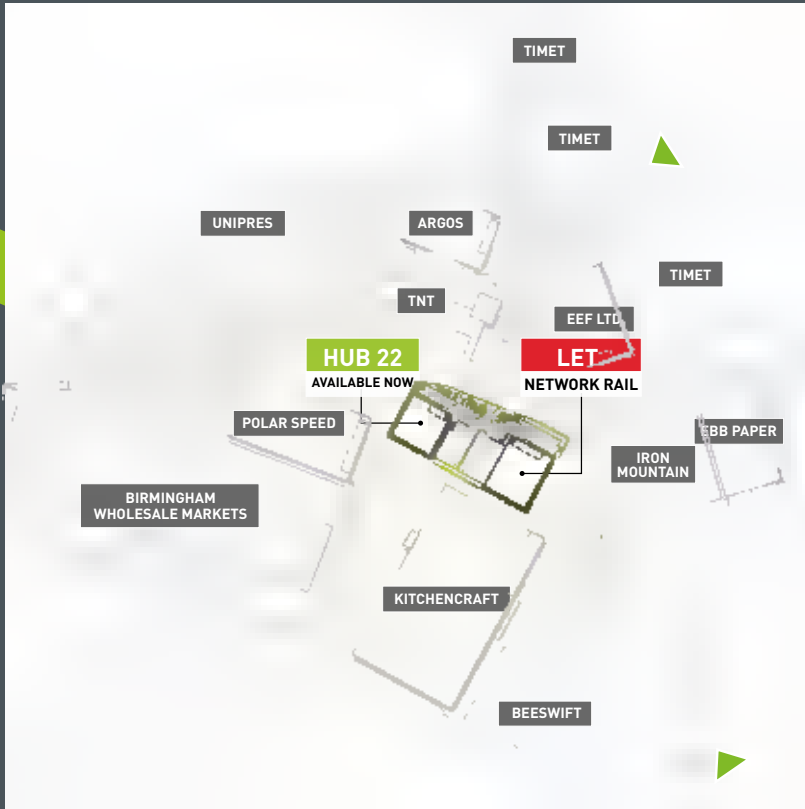 TIMET
TIMET
UNIPRES
ARGOS
TIMET
TNT
EEF LTD
HUB 22
AVAILABLE NOW
LET
NETWORK RAIL
POLAR SPEED
EBB PAPER
IRON
MOUNTAIN
BIRMINGHAM
WHOLESALE MARKETS
KITCHENCRAFT
BEESWIFT